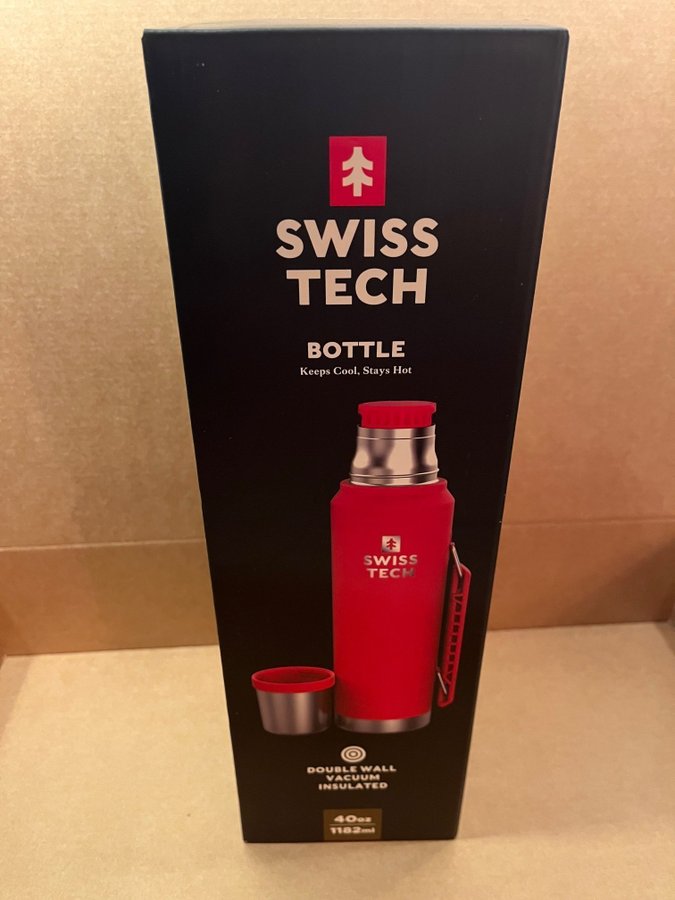 SWISS
TECH
BOTTLE
Keeps Cool, Stays Hot
SWISS
TECH
DOUBLE WALL
VACUUM
INSULATED
40oz
1182ml